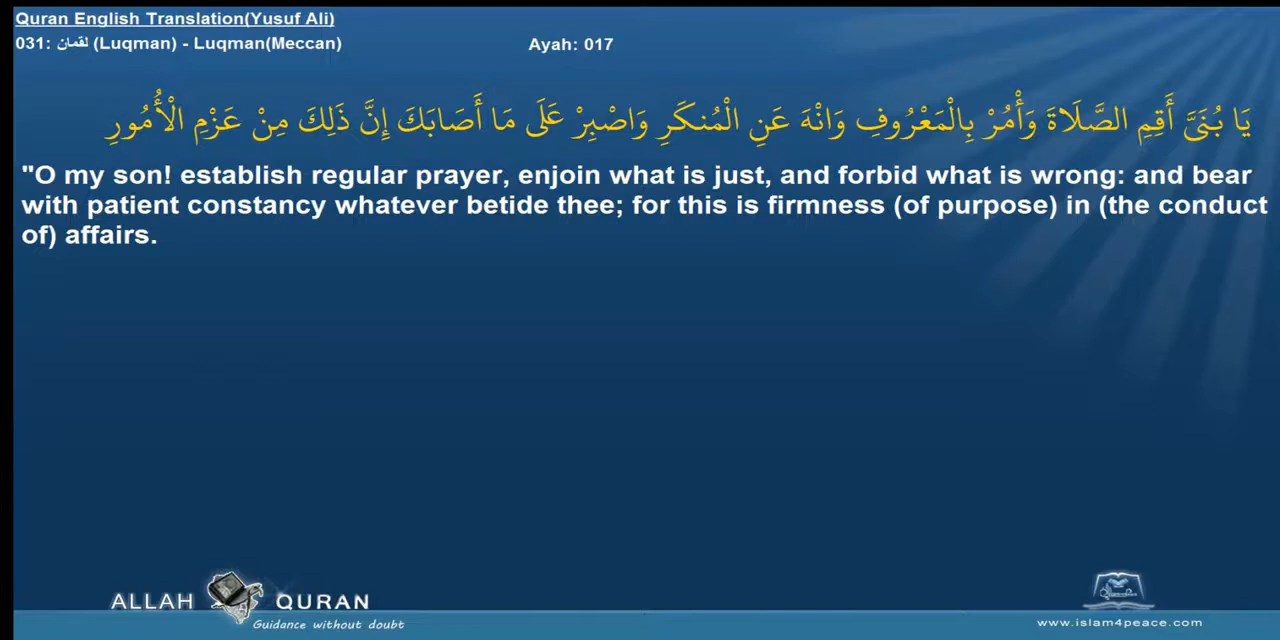 Quran English Translation(Yusuf Ali)
031: لقمان (Luqman) - Luqman(Meccan) Ayah: 017
يَا بُنَيَّ أَقِمِ الصَّلَاةَ وَأْمُرْ بِالْمَعْرُوفِ وَانْهَ عَنِ الْمُنكَرِ وَاصْبِرْ عَلَى مَا أَصَابَكَ إِنَّ ذَلِكَ مِنْ عَزْمِ الْأُمُورِ
"O my son! establish regular prayer, enjoin what is just, and forbid what is wrong: and bear
with patient constancy whatever betide thee; for this is firmness (of purpose) in (the conduct
of) affairs.
ALLAH QURAN
Guidance without doubt
www.islam4peace.com